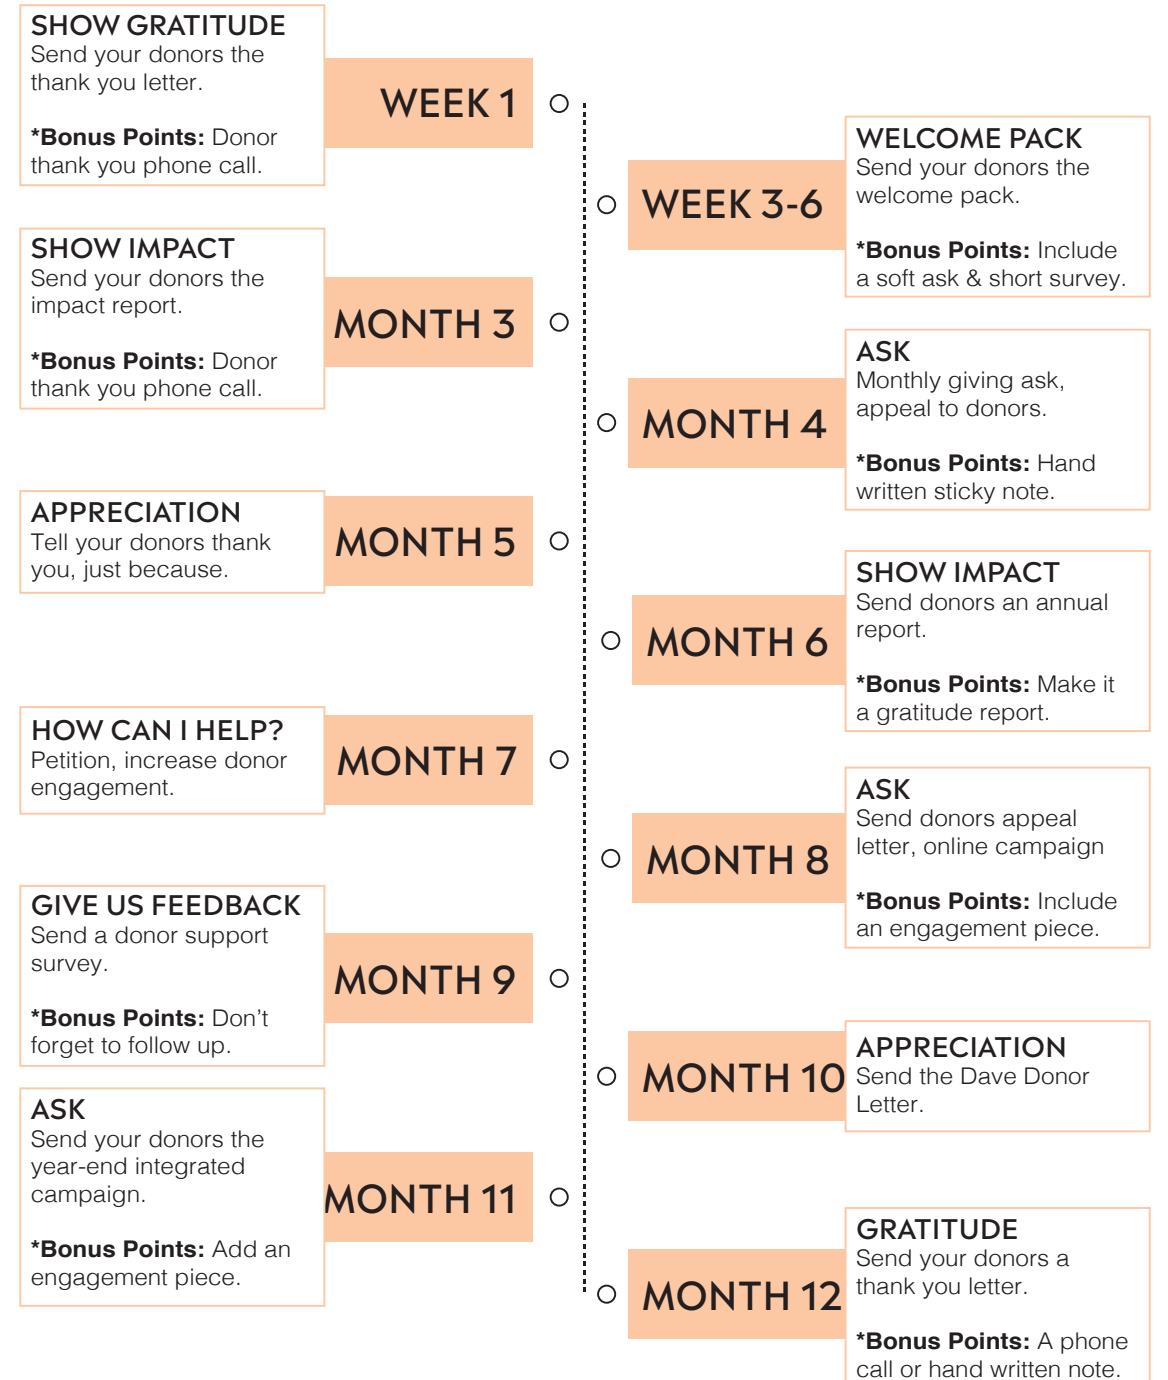 SHOW GRATITUDE
Send your donors the
thank you letter.
*Bonus Points: Donor
thank you phone call.
WEEK 1
WEEK 3-6
WELCOME PACK
Send your donors the
welcome pack.
*Bonus Points: Include
a soft ask & short survey.
SHOW IMPACT
Send your donors the
impact report.
*Bonus Points: Donor
thank you phone call.
MONTH 3
MONTH 4
ASK
Monthly giving ask,
appeal to donors.
*Bonus Points: Hand
written sticky note.
APPRECIATION
Tell your donors thank
you, just because.
MONTH 5
MONTH 6
SHOW IMPACT
Send donors an annual
report.
*Bonus Points: Make it
a gratitude report.
HOW CAN I HELP?
Petition, increase donor
engagement.
MONTH 7
MONTH 8
ASK
Send donors appeal
letter, online campaign
*Bonus Points: Include
an engagement piece.
GIVE US FEEDBACK
Send a donor support
survey.
*Bonus Points: Don't
forget to follow up.
MONTH 9
MONTH 10
APPRECIATION
Send the Dave Donor
Letter.
ASK
Send your donors the
year-end integrated
campaign.
*Bonus Points: Add an
engagement piece.
MONTH 11
MONTH 12
GRATITUDE
Send your donors a
thank you letter.
*Bonus Points: A phone
call or hand written note.